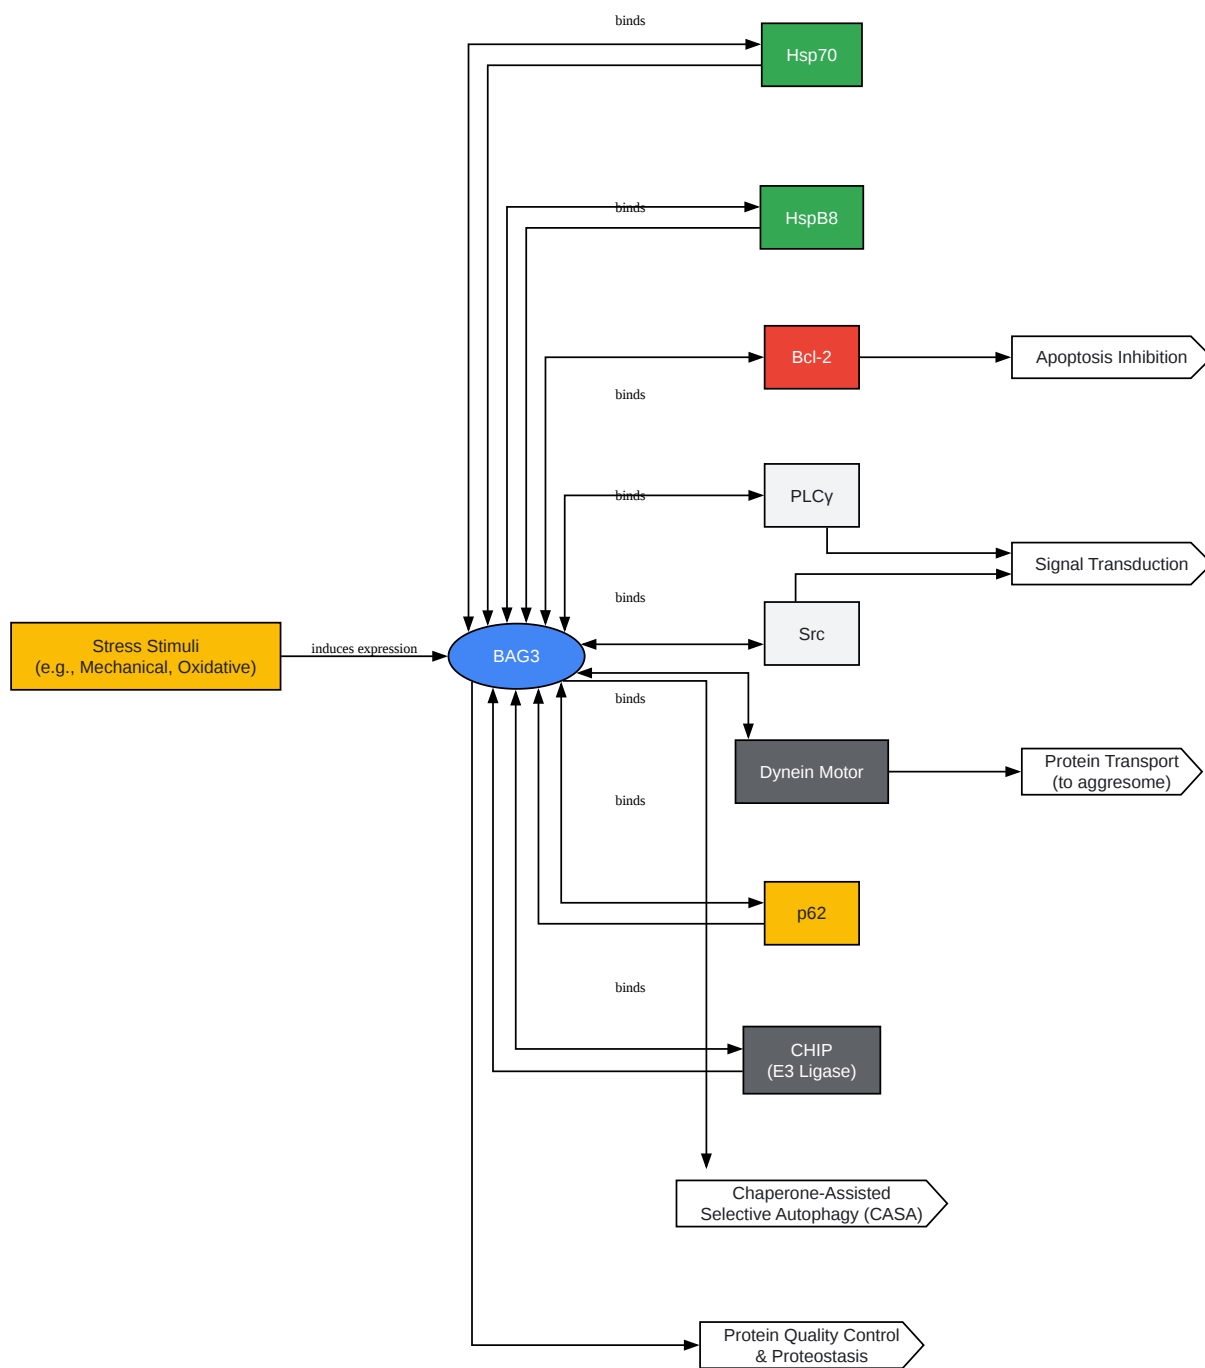 binds
Hsp70
binds
HspB8
Bcl-2
Apoptosis Inhibition
binds
binds
PLCγ
Signal Transduction
binds
Src
Stress Stimuli
(e.g., Mechanical, Oxidative)
induces expression
BAG3
binds
Dynein Motor
Protein Transport
(to aggresome)
binds
p62
binds
CHIP
(E3 Ligase)
Chaperone-Assisted
Selective Autophagy (CASA)
Protein Quality Control
& Proteostasis